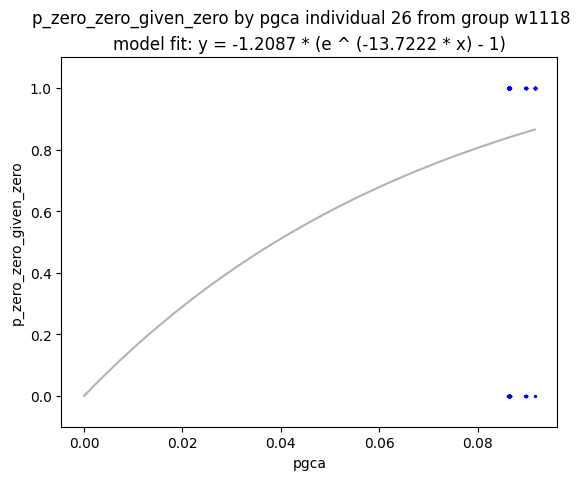 p_zero_zero_given_zero by pgca individual 26 from group w1118
model fit: y = -1.2087 * (e ^ (-13.7222 * x) - 1)
1.0
0.8
0.6
0.4
0.2
0.0
p_zero_zero_given_zero
0.00 0.02 0.04 0.06 0.08
pgca